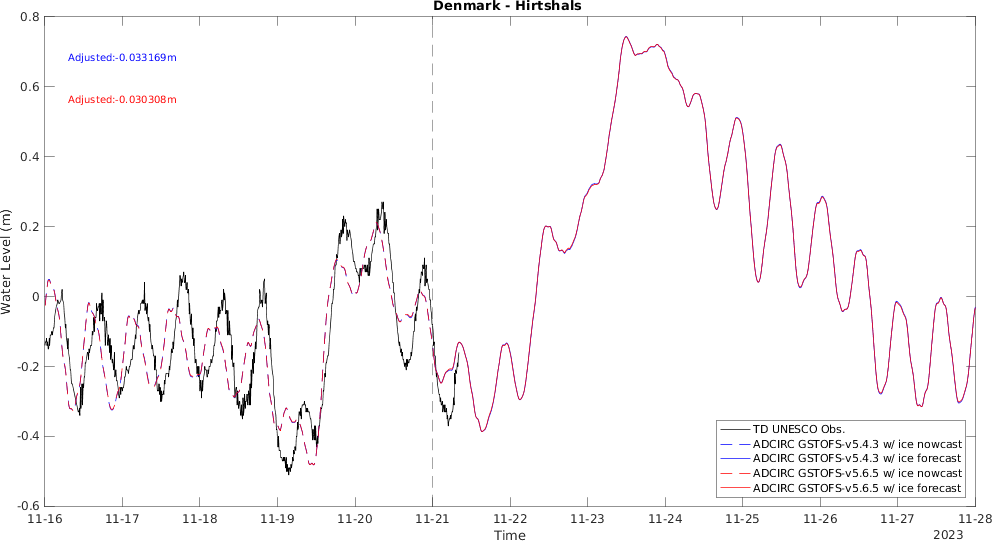 Denmark - Hirtshals
0.8
0.6
0.4
0.2
0
-0.2
-0.4
-0.6
Water Level (m)
Adjusted:-0.033169m
Adjusted:-0.030308m
TD UNESCO Obs.
ADCIRC GSTOFS-v5.4.3 w/ ice nowcast
ADCIRC GSTOFS-v5.4.3 w/ ice forecast
ADCIRC GSTOFS-v5.6.5 w/ ice nowcast
ADCIRC GSTOFS-v5.6.5 w/ ice forecast
11-16 11-17 11-18 11-19 11-20 11-21 11-22 11-23 11-24 11-25 11-26 11-27 11-28
Time
2023